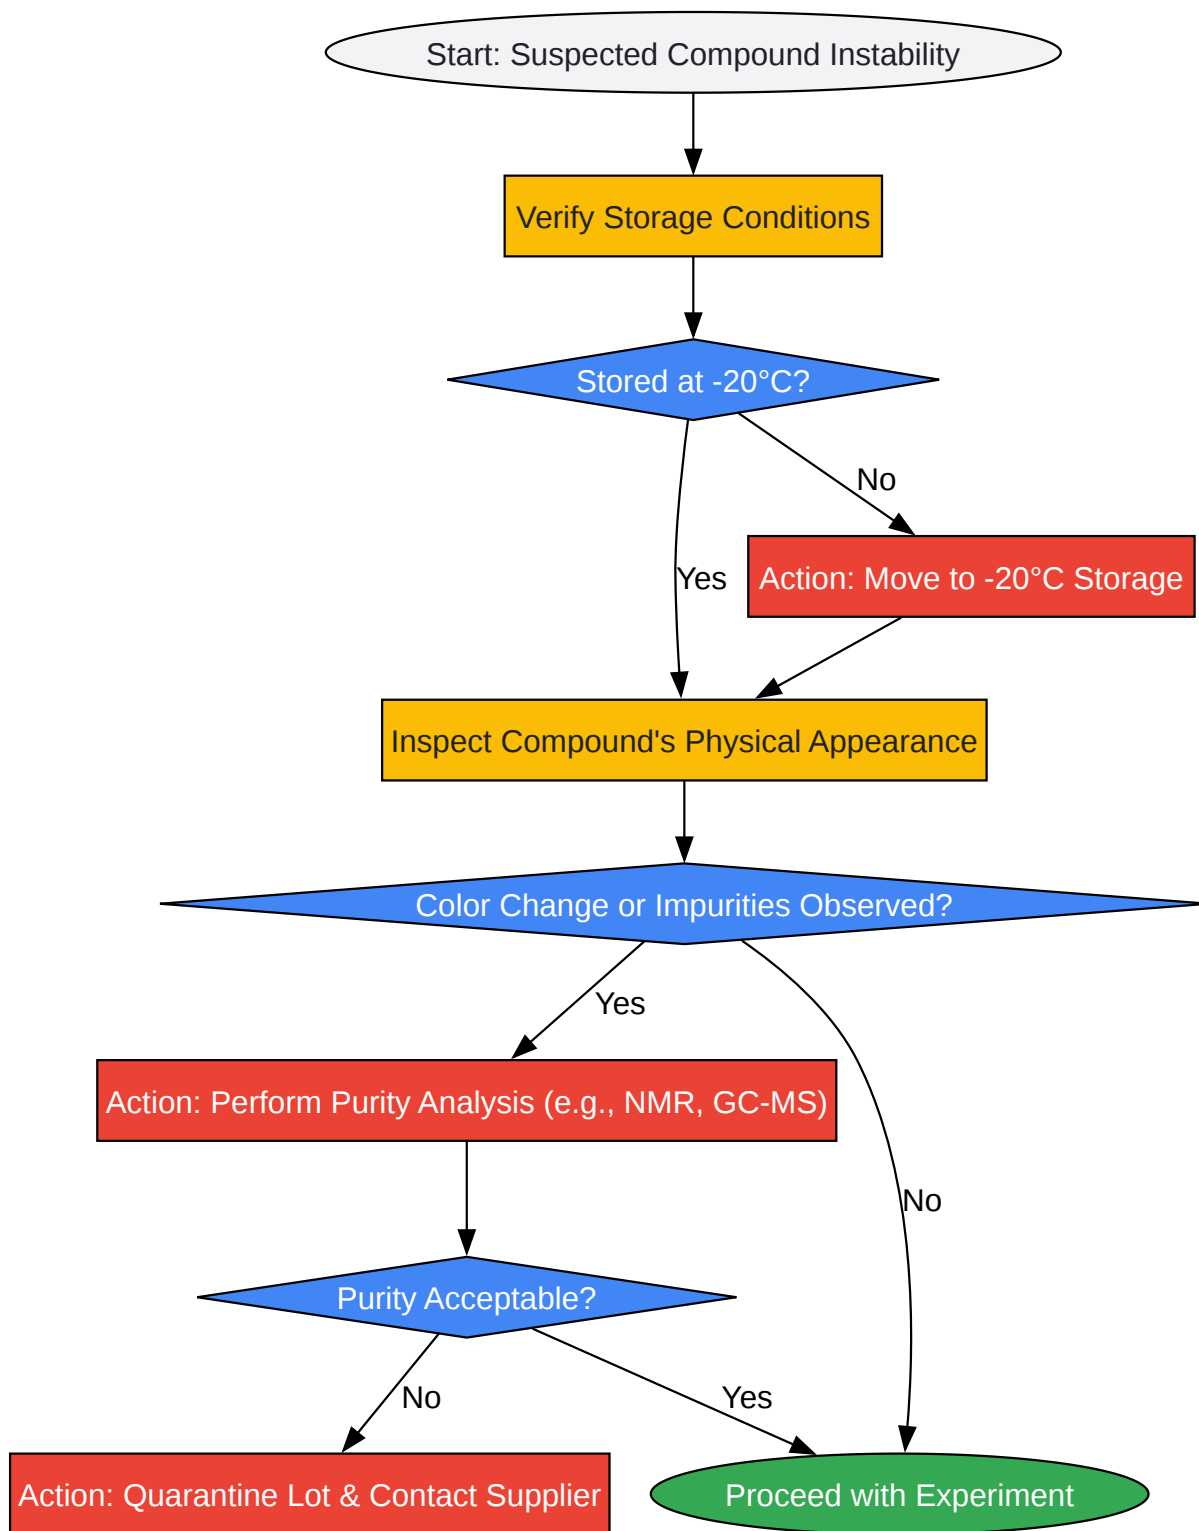 Start: Suspected Compound Instability
Verify Storage Conditions
Stored at -20°C?
No
Yes
Action: Move to -20°C Storage
Inspect Compound's Physical Appearance
Color Change or Impurities Observed?
Yes
Action: Perform Purity Analysis (e.g., NMR, GC-MS)
No
Purity Acceptable?
No
Yes
Action: Quarantine Lot & Contact Supplier
Proceed with Experiment